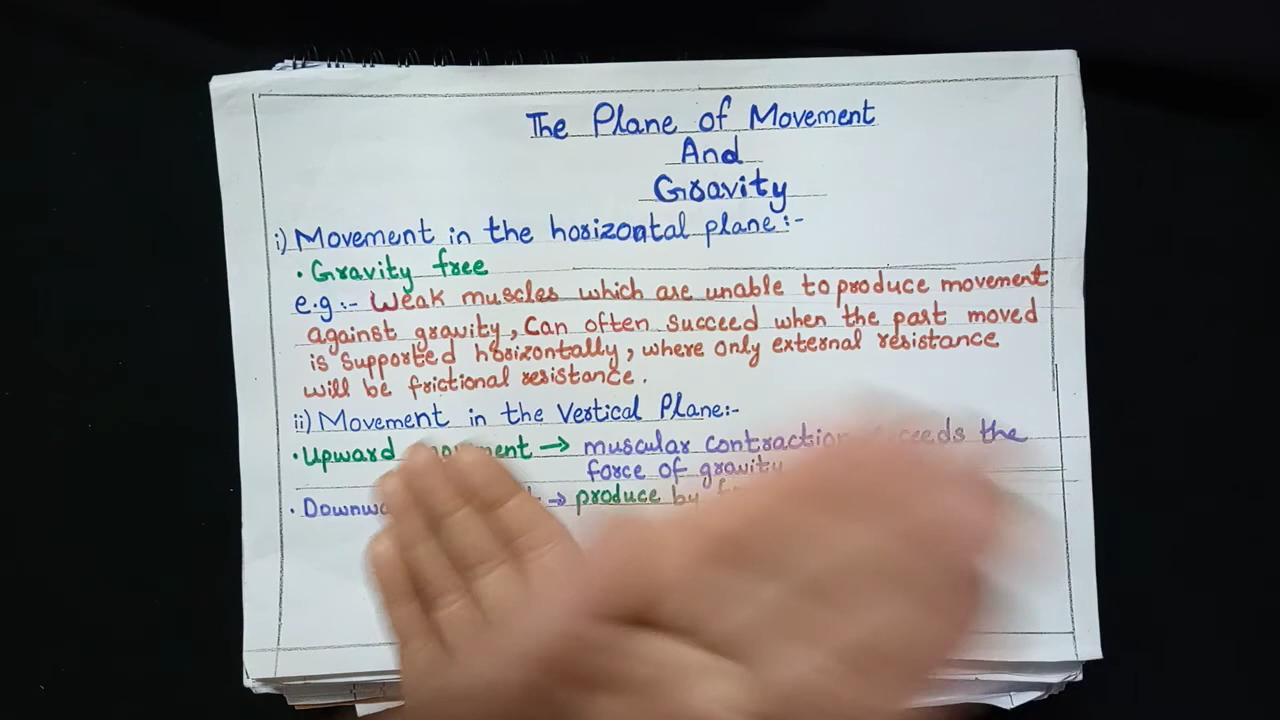 The Plane of Movement
And
Gravity
i) Movement in the horizontal plane:-
• Gravity free
e.g:- Weak muscles which are unable to produce movement
against gravity, Can often succeed when the part moved
is supported horizontally, where only external resistance
will be frictional resistance.
ii) Movement in the Vertical Plane:-
• Upward → muscular contraction the
force of gravity
• → produce by